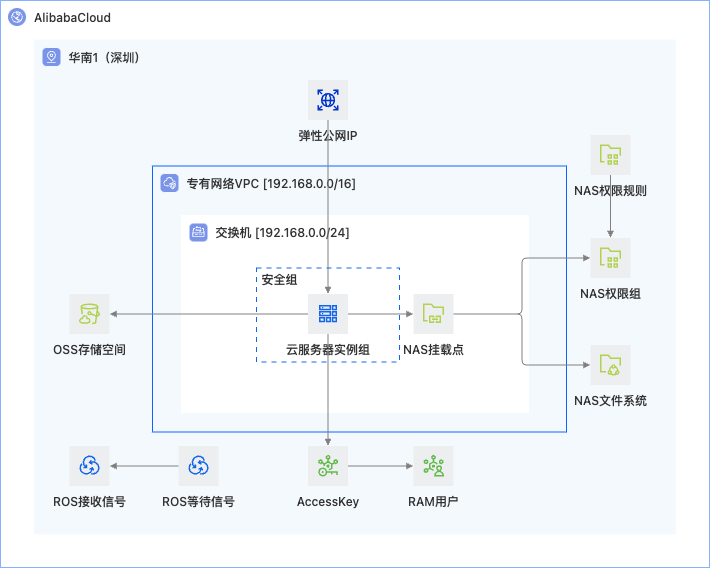 AlibabaCloud
华南1（深圳）
弹性公网IP
专有网络VPC [192.168.0.0/16]
NAS权限规则
交换机 [192.168.0.0/24]
安全组
NAS权限组
OSS存储空间
云服务器实例组
NAS挂载点
NAS文件系统
ROS接收信号
ROS等待信号
AccessKey
RAM用户